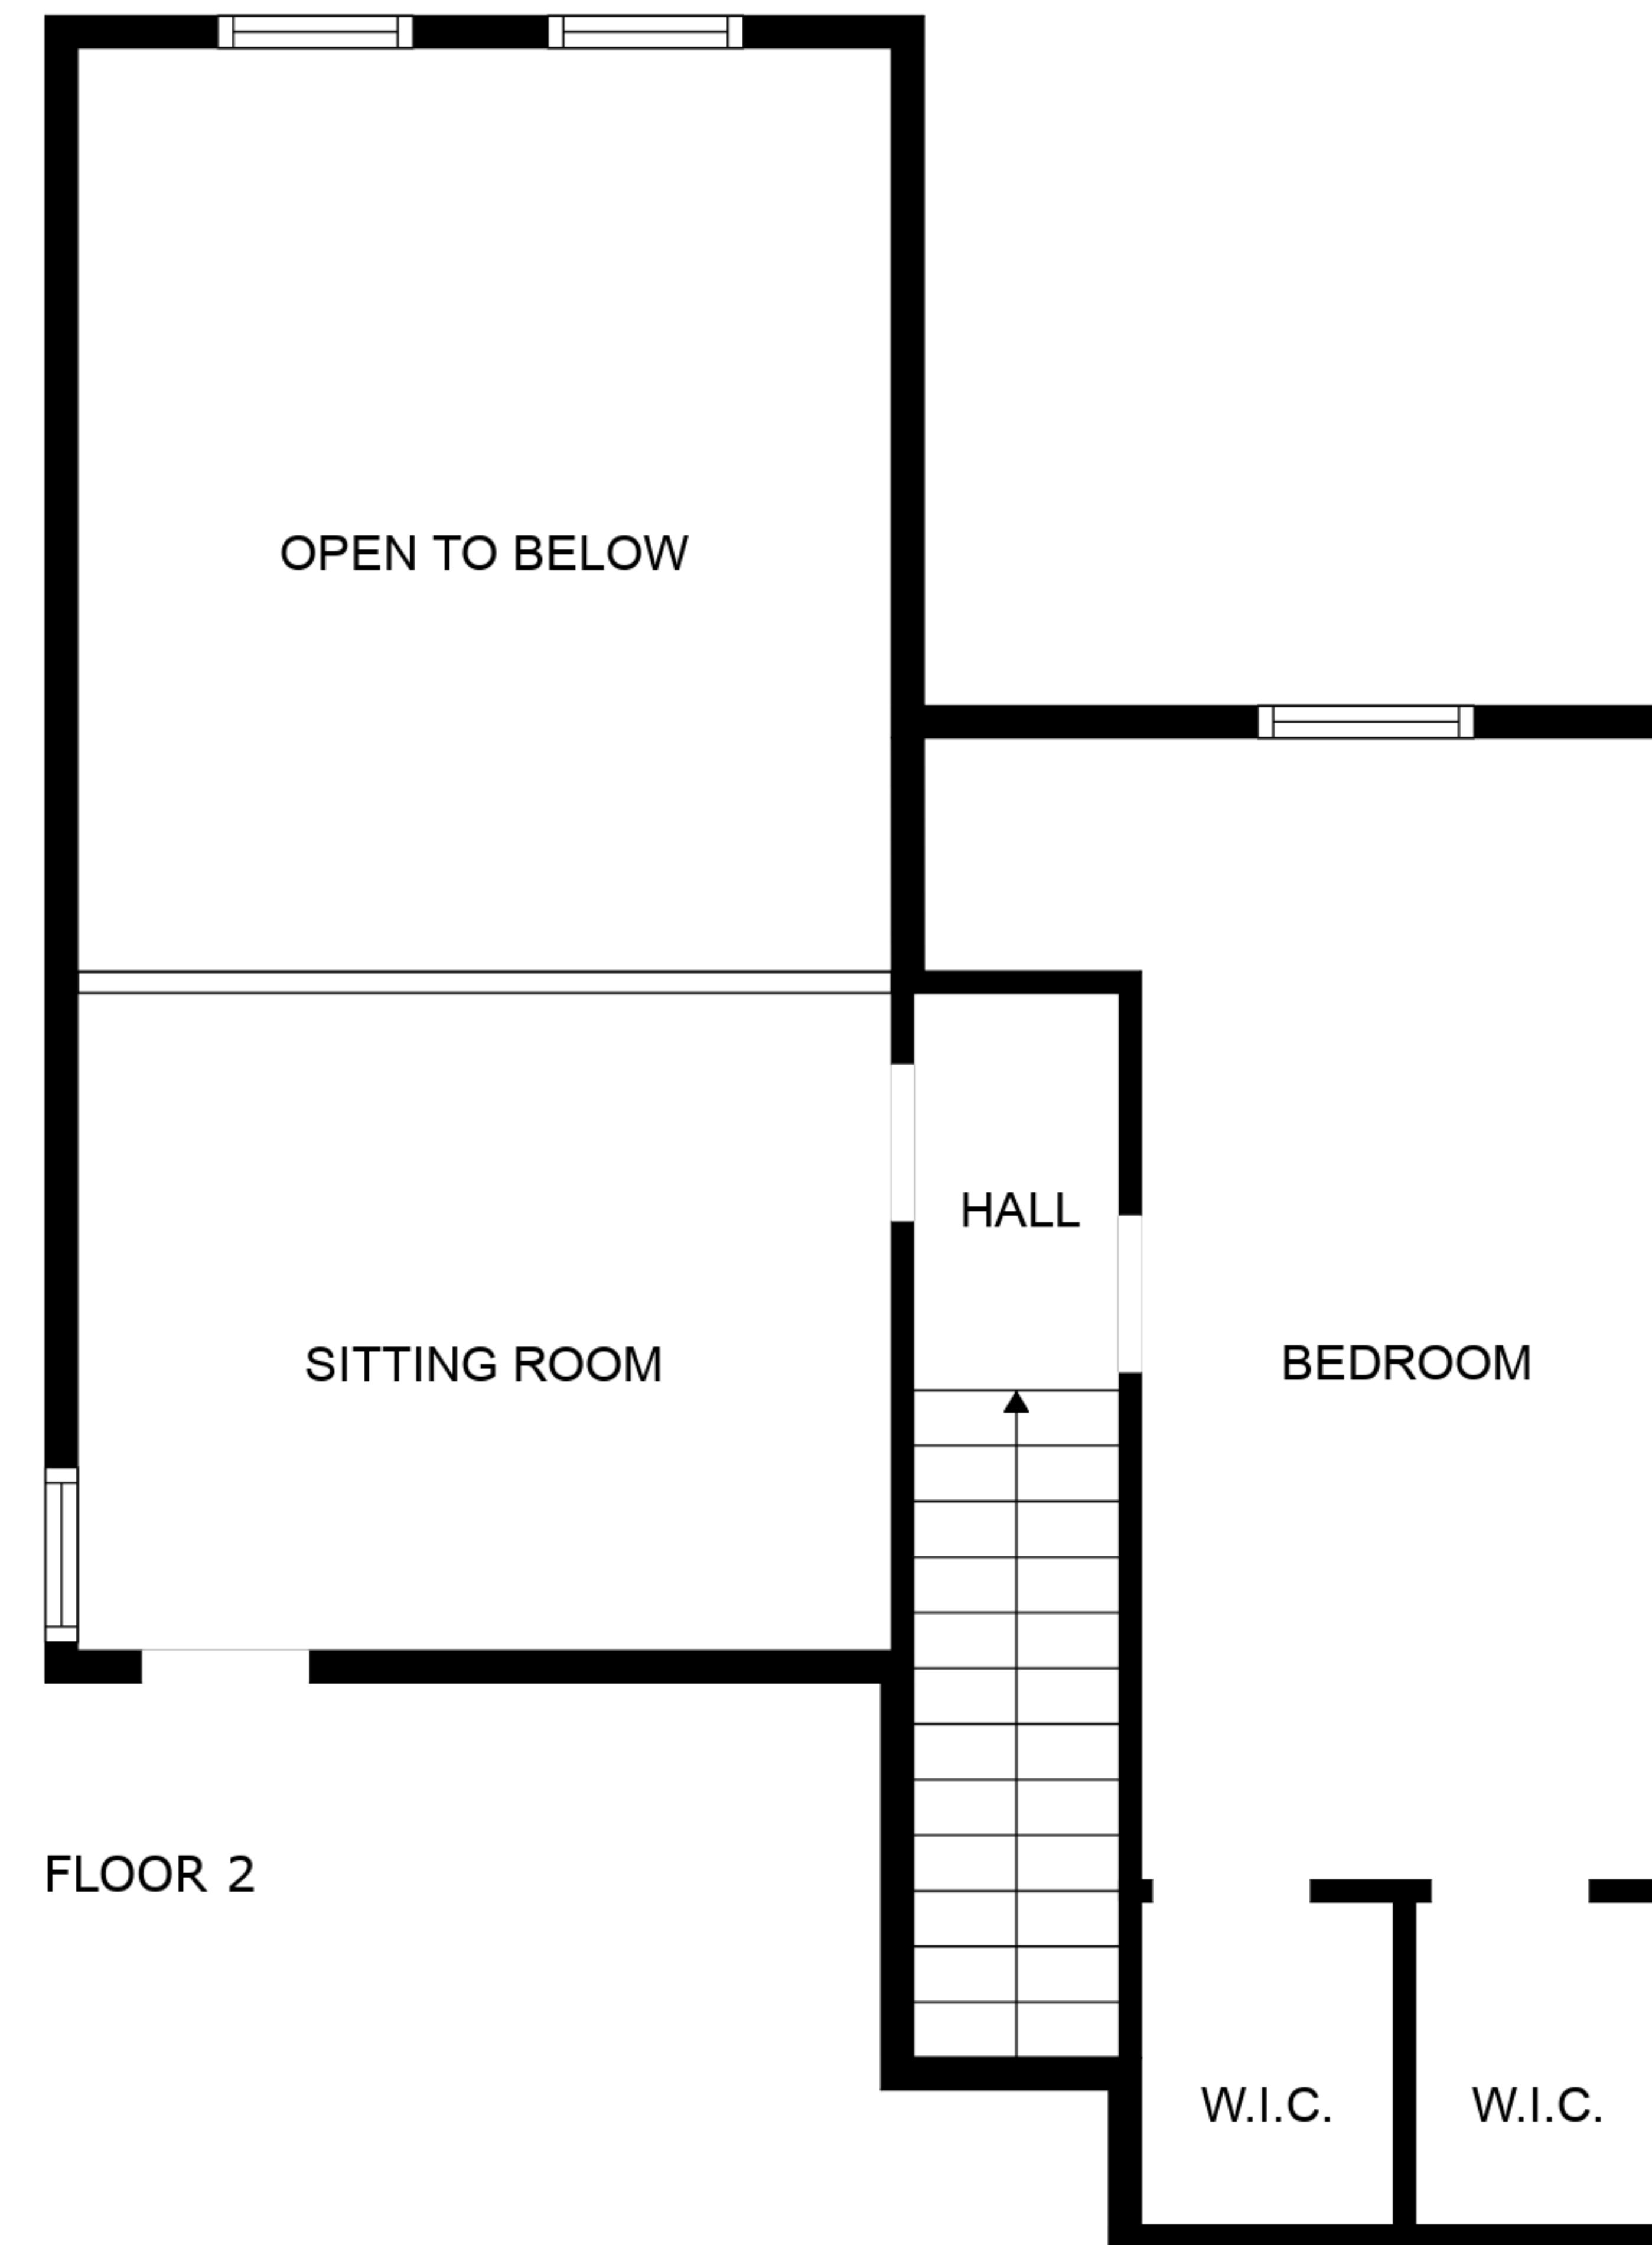 OPEN TO BELOW
HALL
SITTING ROOM
BEDROOM
FLOOR 2
W.I.C.
W.I.C.